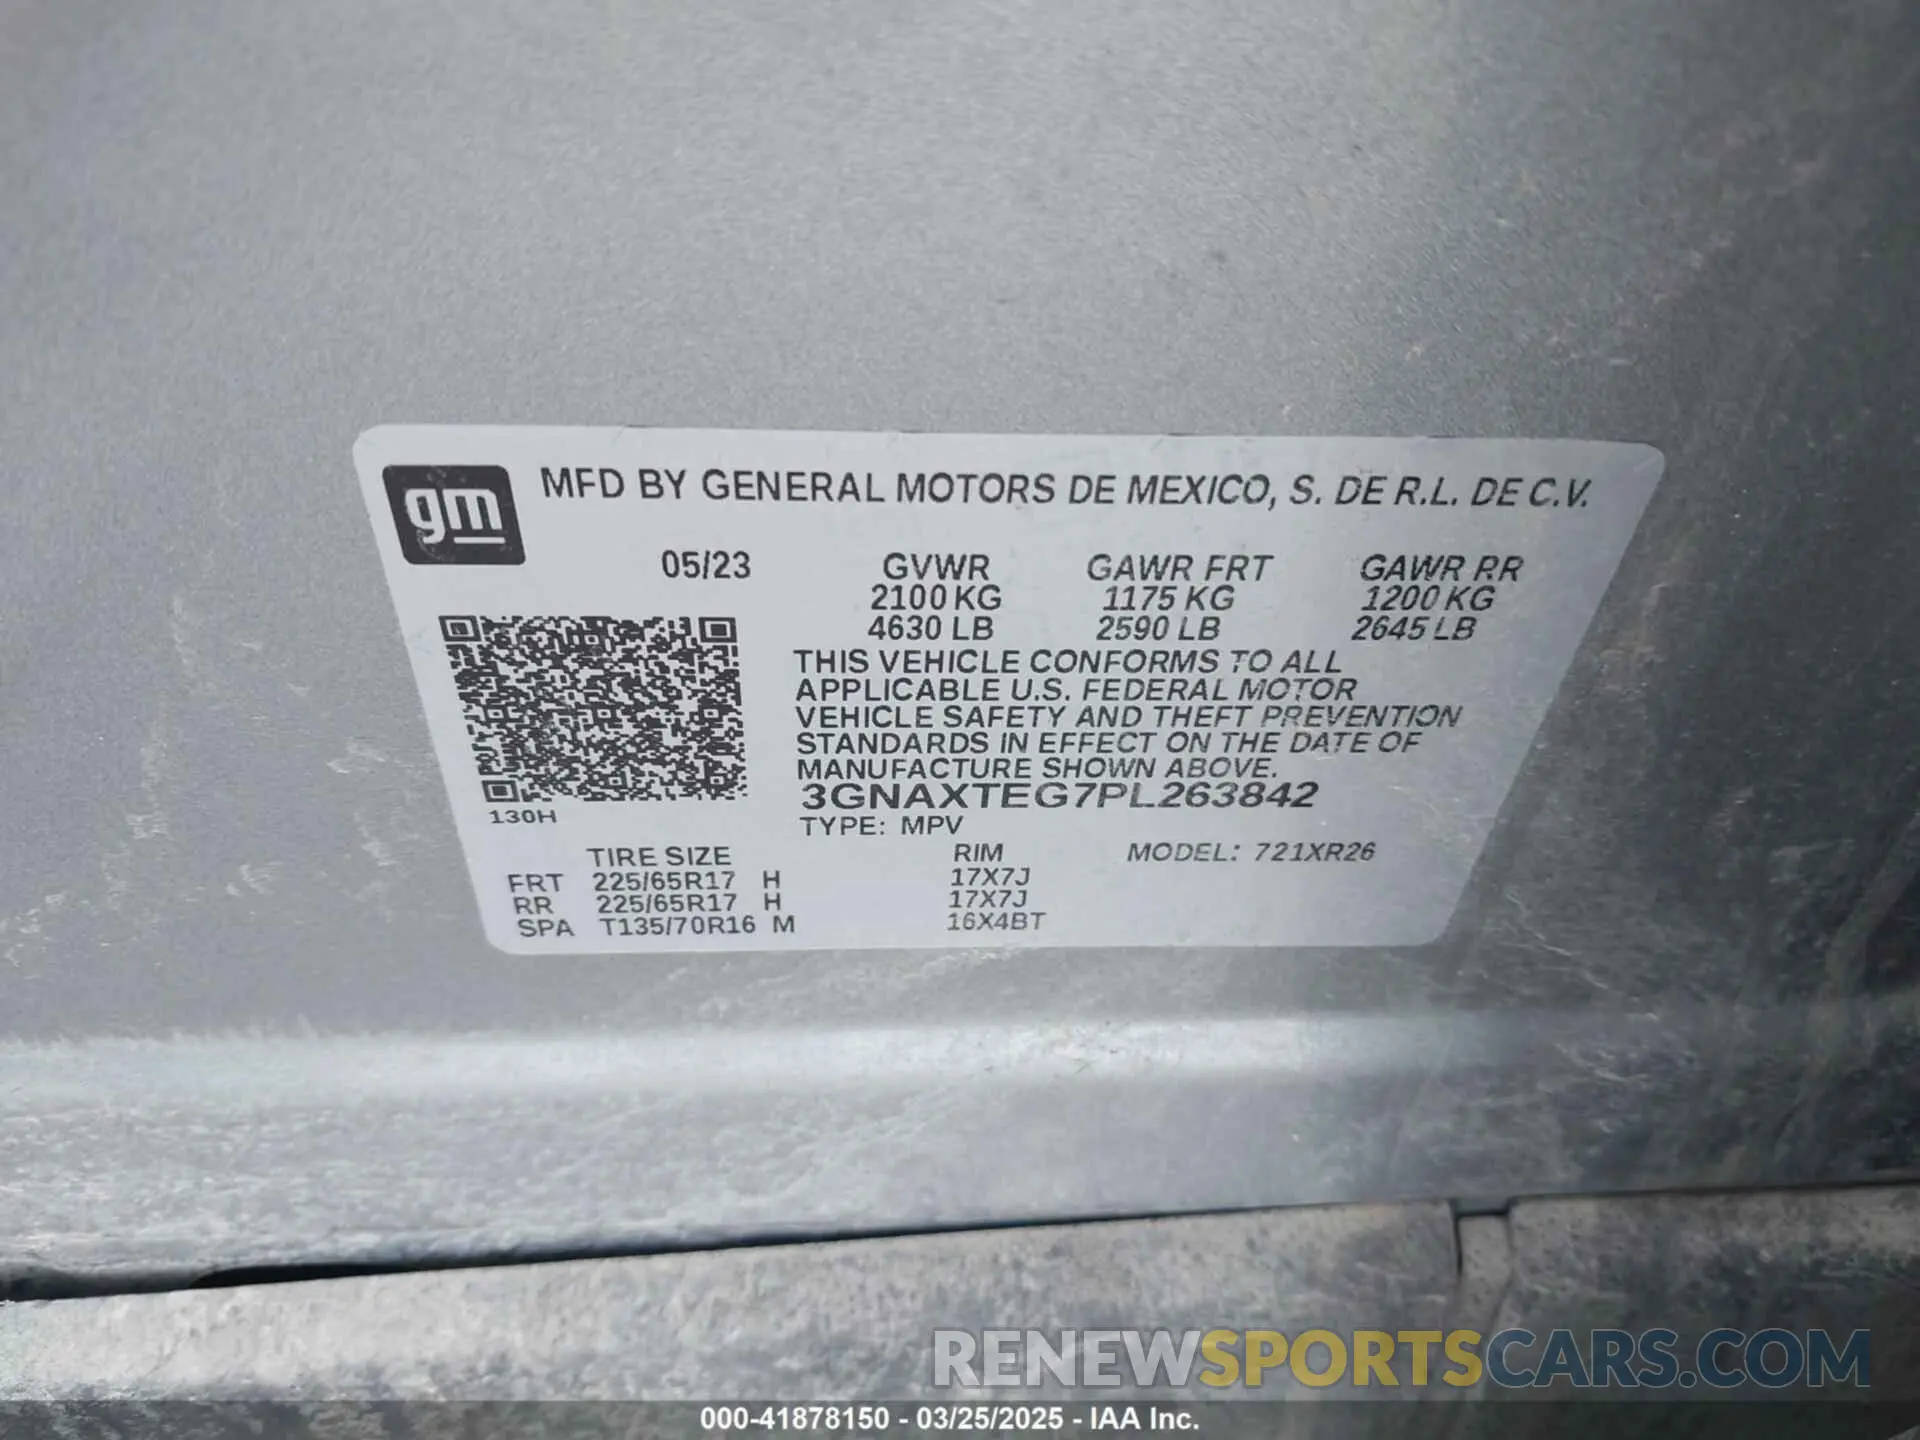 gm
MFD BY GENERAL MOTORS DE MEXICO, S. DE R.L. DE C.V.
05/23 GVWR GAWR FRT GAWR RR
2100 KG 1175 KG 1200 KG
4630 LB 2590 LB 2645 LB
THIS VEHICLE CONFORMS TO ALL
APPLICABLE U.S. FEDERAL MOTOR
VEHICLE SAFETY AND THEFT PREVENTION
STANDARDS IN EFFECT ON THE DATE OF
MANUFACTURE SHOWN ABOVE.
3GNAXTEG7PL263842
130H
TYPE: MPV
TIRE SIZE RIM MODEL: 721XR26
FRT 225/65R17 H 17X7J
RR 225/65R17 H 17X7J
SPA T135/70R16 M 16X4BT
RENEWSPORTSCARS.COM
000-41878150 - 03/25/2025 - IAA Inc.